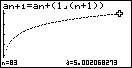 an+1=an+(1/(n+1))
n=83
a=5.002068273